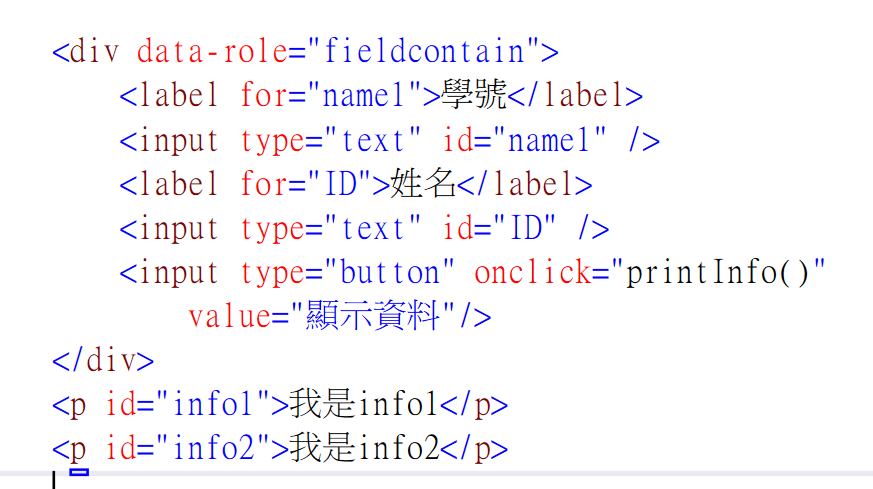 <div data-role="fieldcontain">
<label for="name1">學號</label>
<input type="text" id="name1" />
<label for="ID">姓名</label>
<input type="text" id="ID" />
<input type="button" onclick="printInfo()"
value="顯示資料"/>
</div>
<p id="info1">我是info1</p>
<p id="info2">我是info2</p>